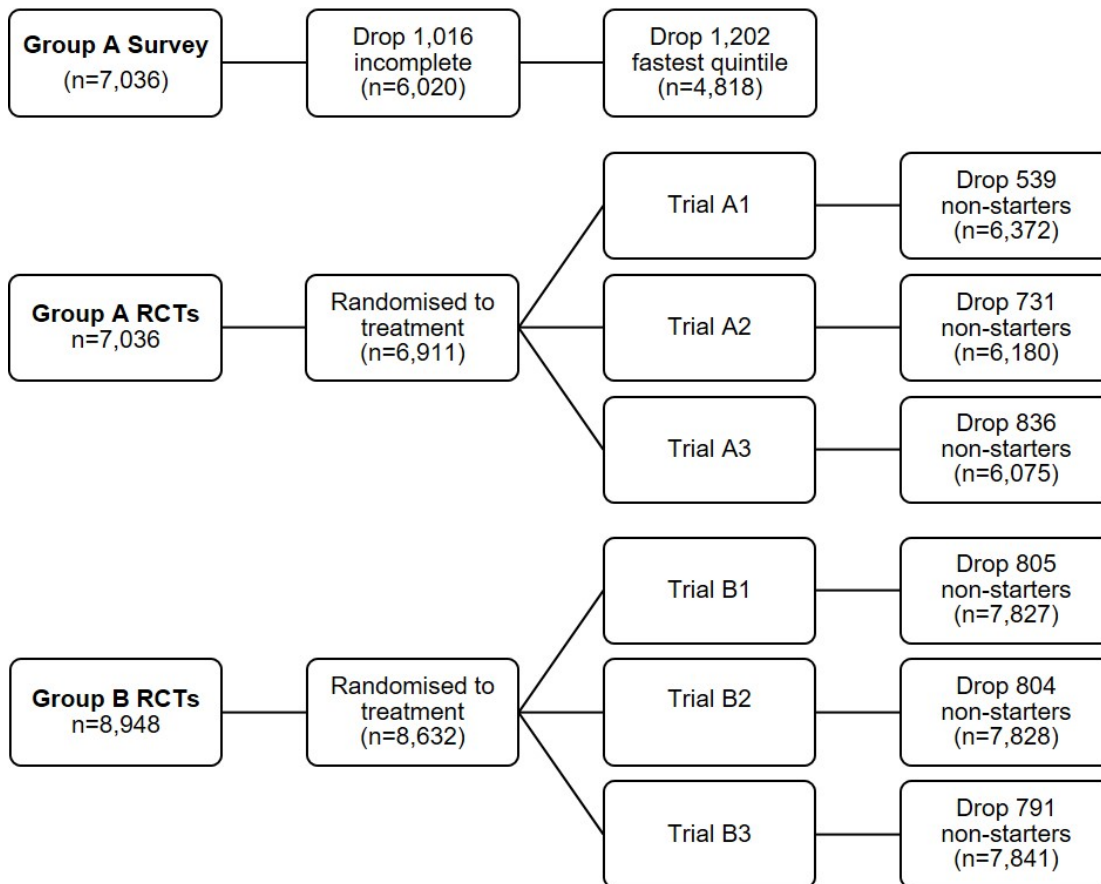 Group A Survey
(n=7,036)
Drop 1,016
incomplete
(n=6,020)
Drop 1,202
fastest quintile
(n=4,818)
Group A RCTs
n=7,036
Randomised to
treatment
(n=6,911)
Trial A1
Drop 539
non-starters
(n=6,372)
Trial A2
Drop 731
non-starters
(n=6,180)
Trial A3
Drop 836
non-starters
(n=6,075)
Group B RCTs
n=8,948
Randomised to
treatment
(n=8,632)
Trial B1
Drop 805
non-starters
(n=7,827)
Trial B2
Drop 804
non-starters
(n=7,828)
Trial B3
Drop 791
non-starters
(n=7,841)